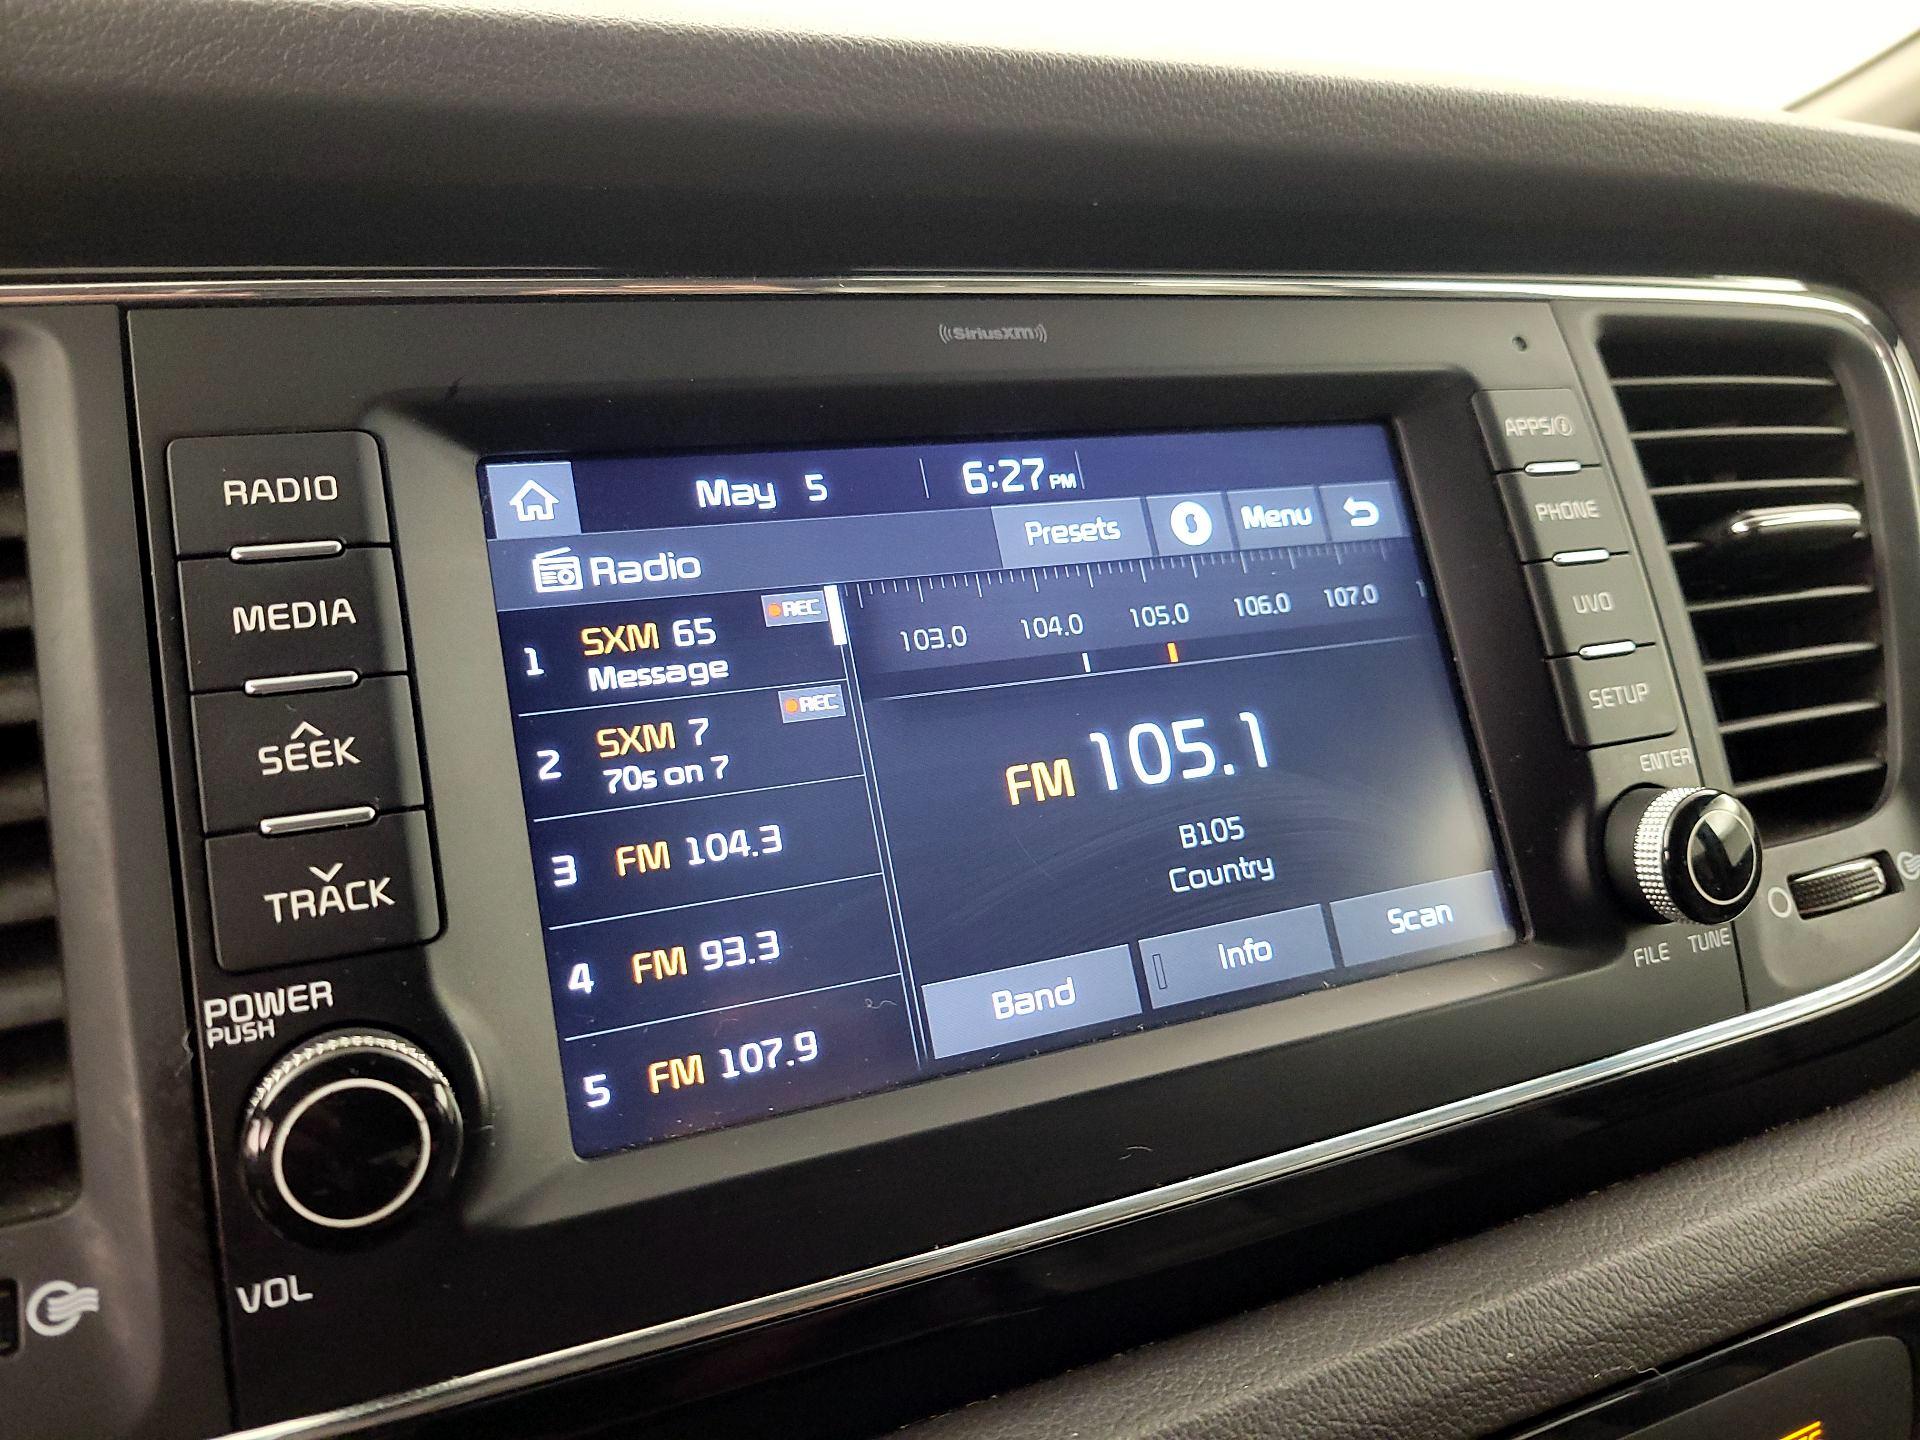 SiriusXM
RADIO
MEDIA
SEEK
TRACK
POWER
PUSH
VOL
May 5
6:27 PM
Presets
Menu
Radio
1 SXM 65 REC
Message
2 SXM 7 REC
70s on 7
3 FM 104.3
4 FM 93.3
5 FM 107.9
103.0 104.0 105.0 106.0 107.0
FM 105.1
B105
Country
Band
Info
Scan
APPS/i
PHONE
UVO
SETUP
ENTER
FILE
TUNE